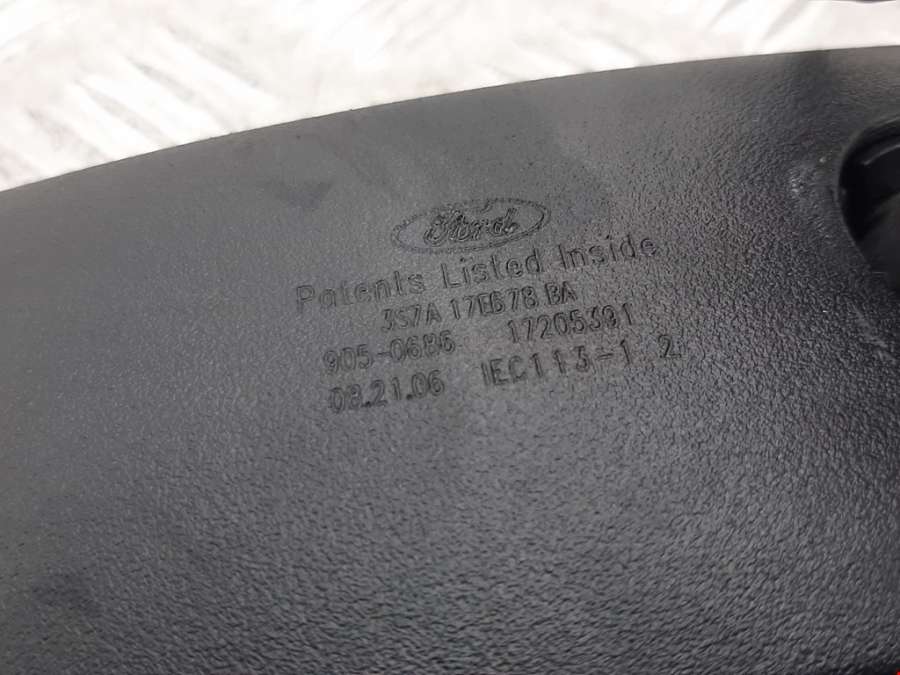 Ford
Patents Listed Inside
3S7A 17E678 BA
905-0686 17205391
08.21.06 IEC113-1 2